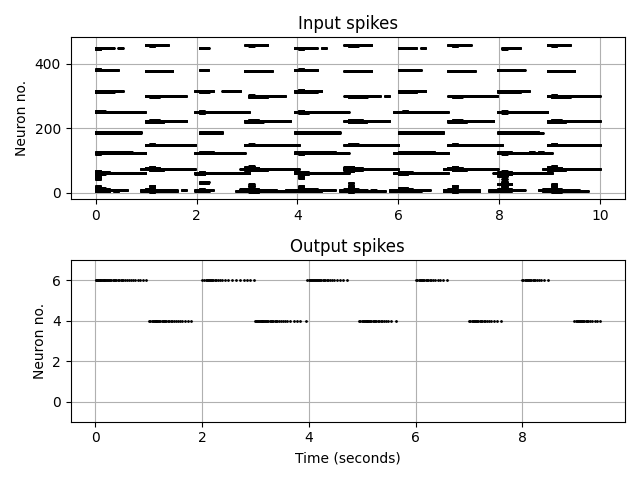 Input spikes
Neuron no.
400
200
0
0 2 4 6 8 10
Output spikes
Neuron no.
6
4
2
0
0 2 4 6 8
Time (seconds)